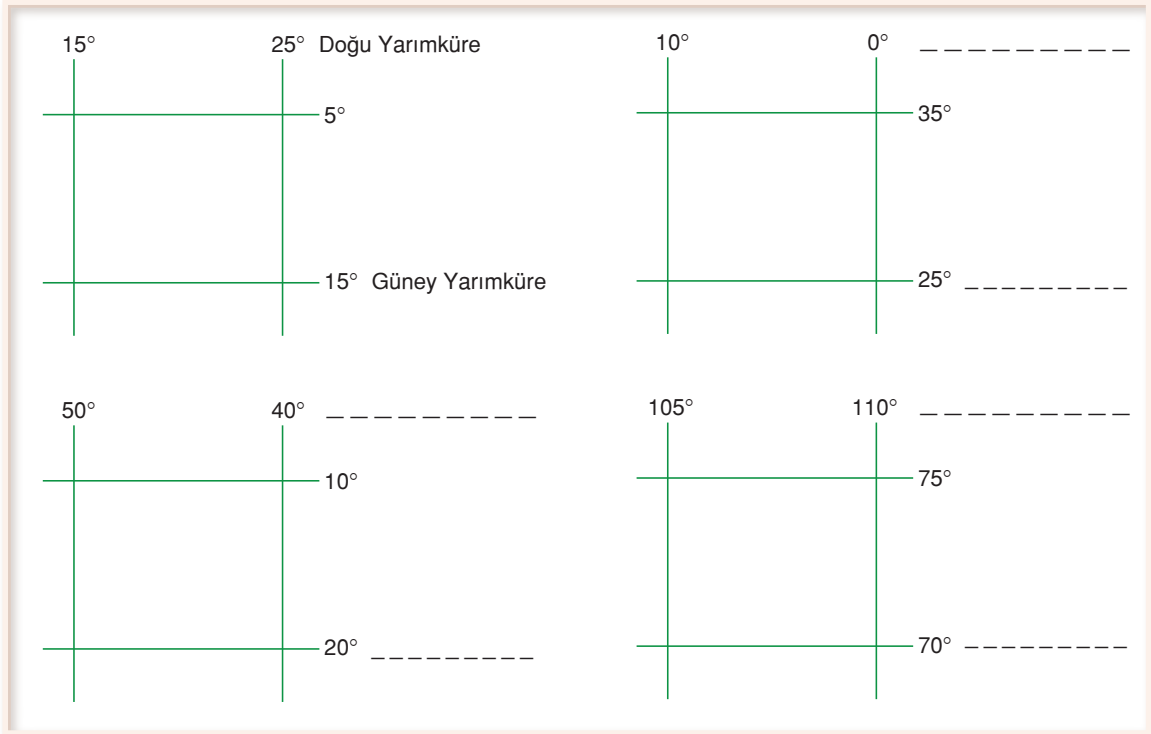 15° 25° Doğu Yarımküre
5°
15° Güney Yarımküre
10° 0° _ _ _ _ _ _ _ _ _
35°
25° _ _ _ _ _ _ _ _ _
50° 40° _ _ _ _ _ _ _ _ _
10°
20° _ _ _ _ _ _ _ _ _
105° 110° _ _ _ _ _ _ _ _ _
75°
70° _ _ _ _ _ _ _ _ _